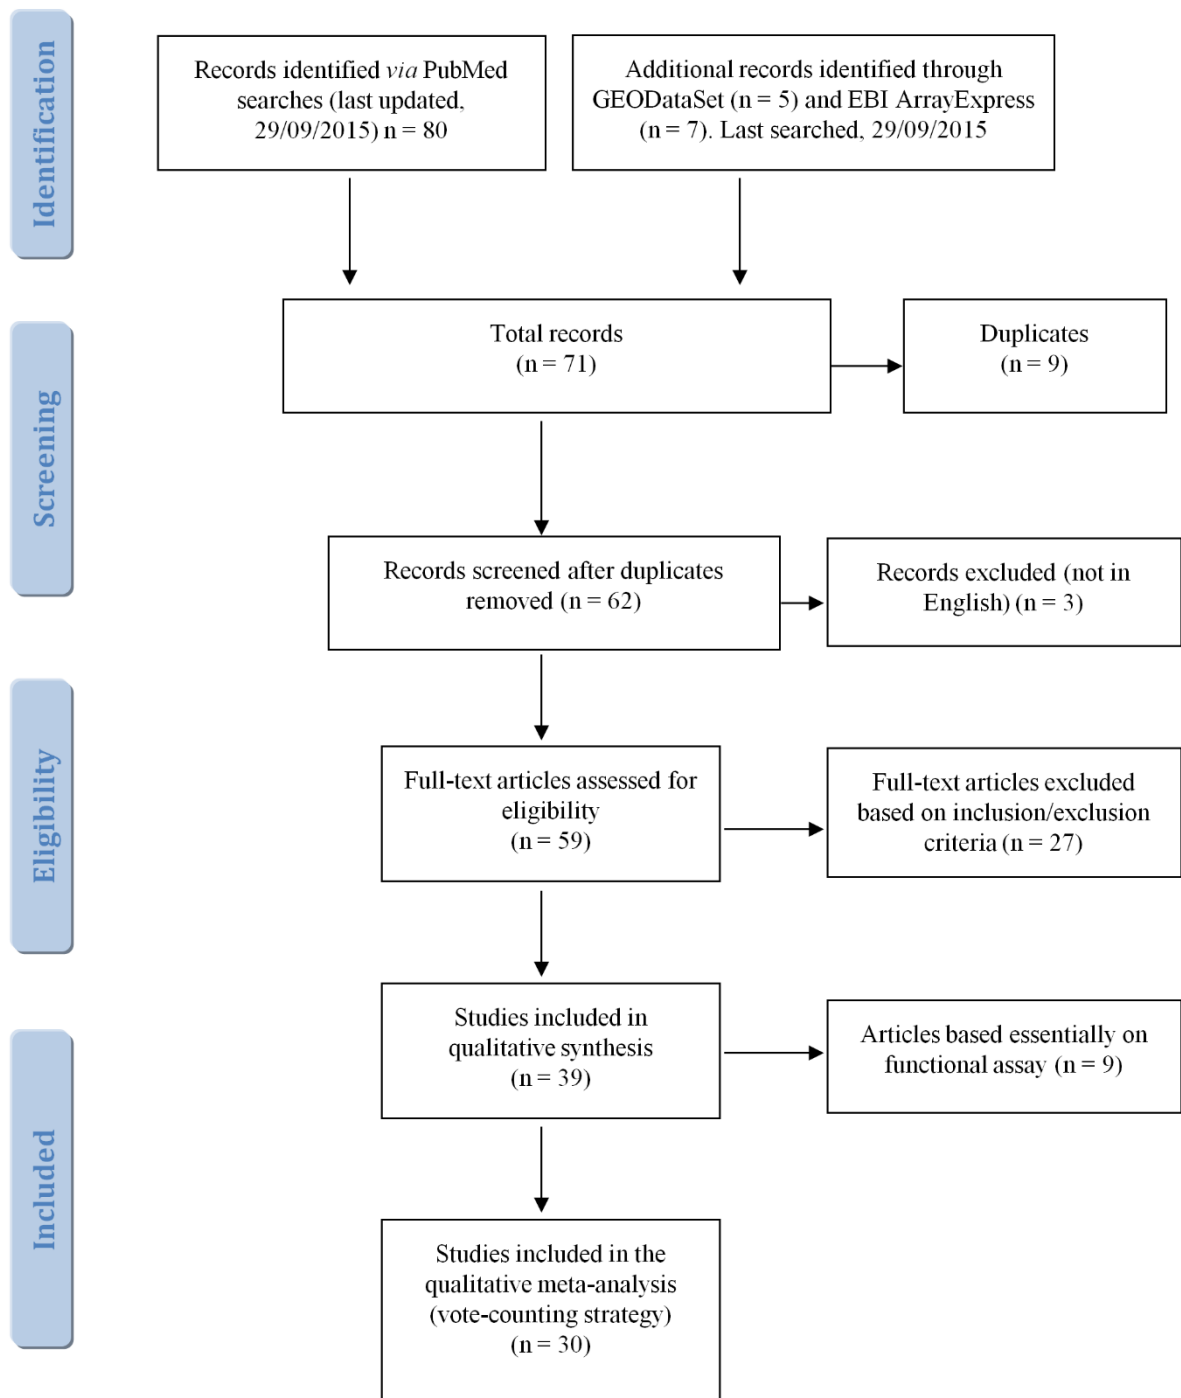 Identification
Records identified via PubMed
searches (last updated,
29/09/2015) n = 80
Additional records identified through
GEODataSet (n = 5) and EBI ArrayExpress
(n = 7). Last searched, 29/09/2015
Screening
Total records
(n = 71)
Duplicates
(n = 9)
Records screened after duplicates
removed (n = 62)
Records excluded (not in
English) (n = 3)
Eligibility
Full-text articles assessed for
eligibility
(n = 59)
Full-text articles excluded
based on inclusion/exclusion
criteria (n = 27)
Included
Studies included in
qualitative synthesis
(n = 39)
Articles based essentially on
functional assay (n = 9)
Studies included in the
qualitative meta-analysis
(vote-counting strategy)
(n = 30)